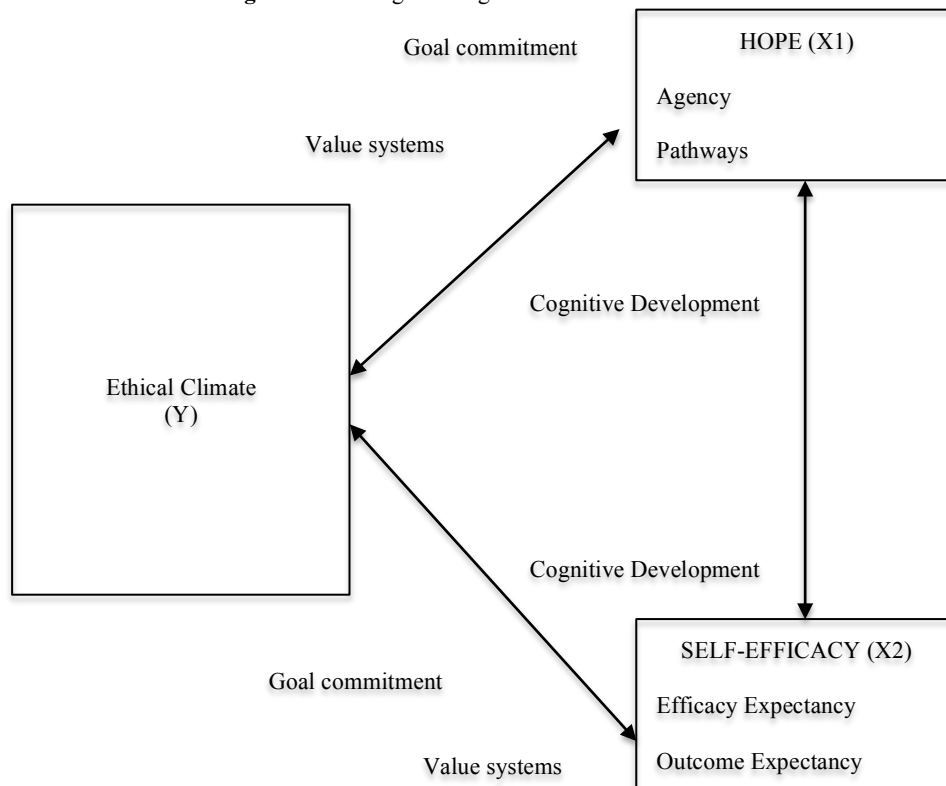 Goal commitment
HOPE (X1)
Agency
Value systems
Pathways
Cognitive Development
Ethical Climate
(Y)
Cognitive Development
SELF-EFFICACY (X2)
Goal commitment
Efficacy Expectancy
Value systems
Outcome Expectancy